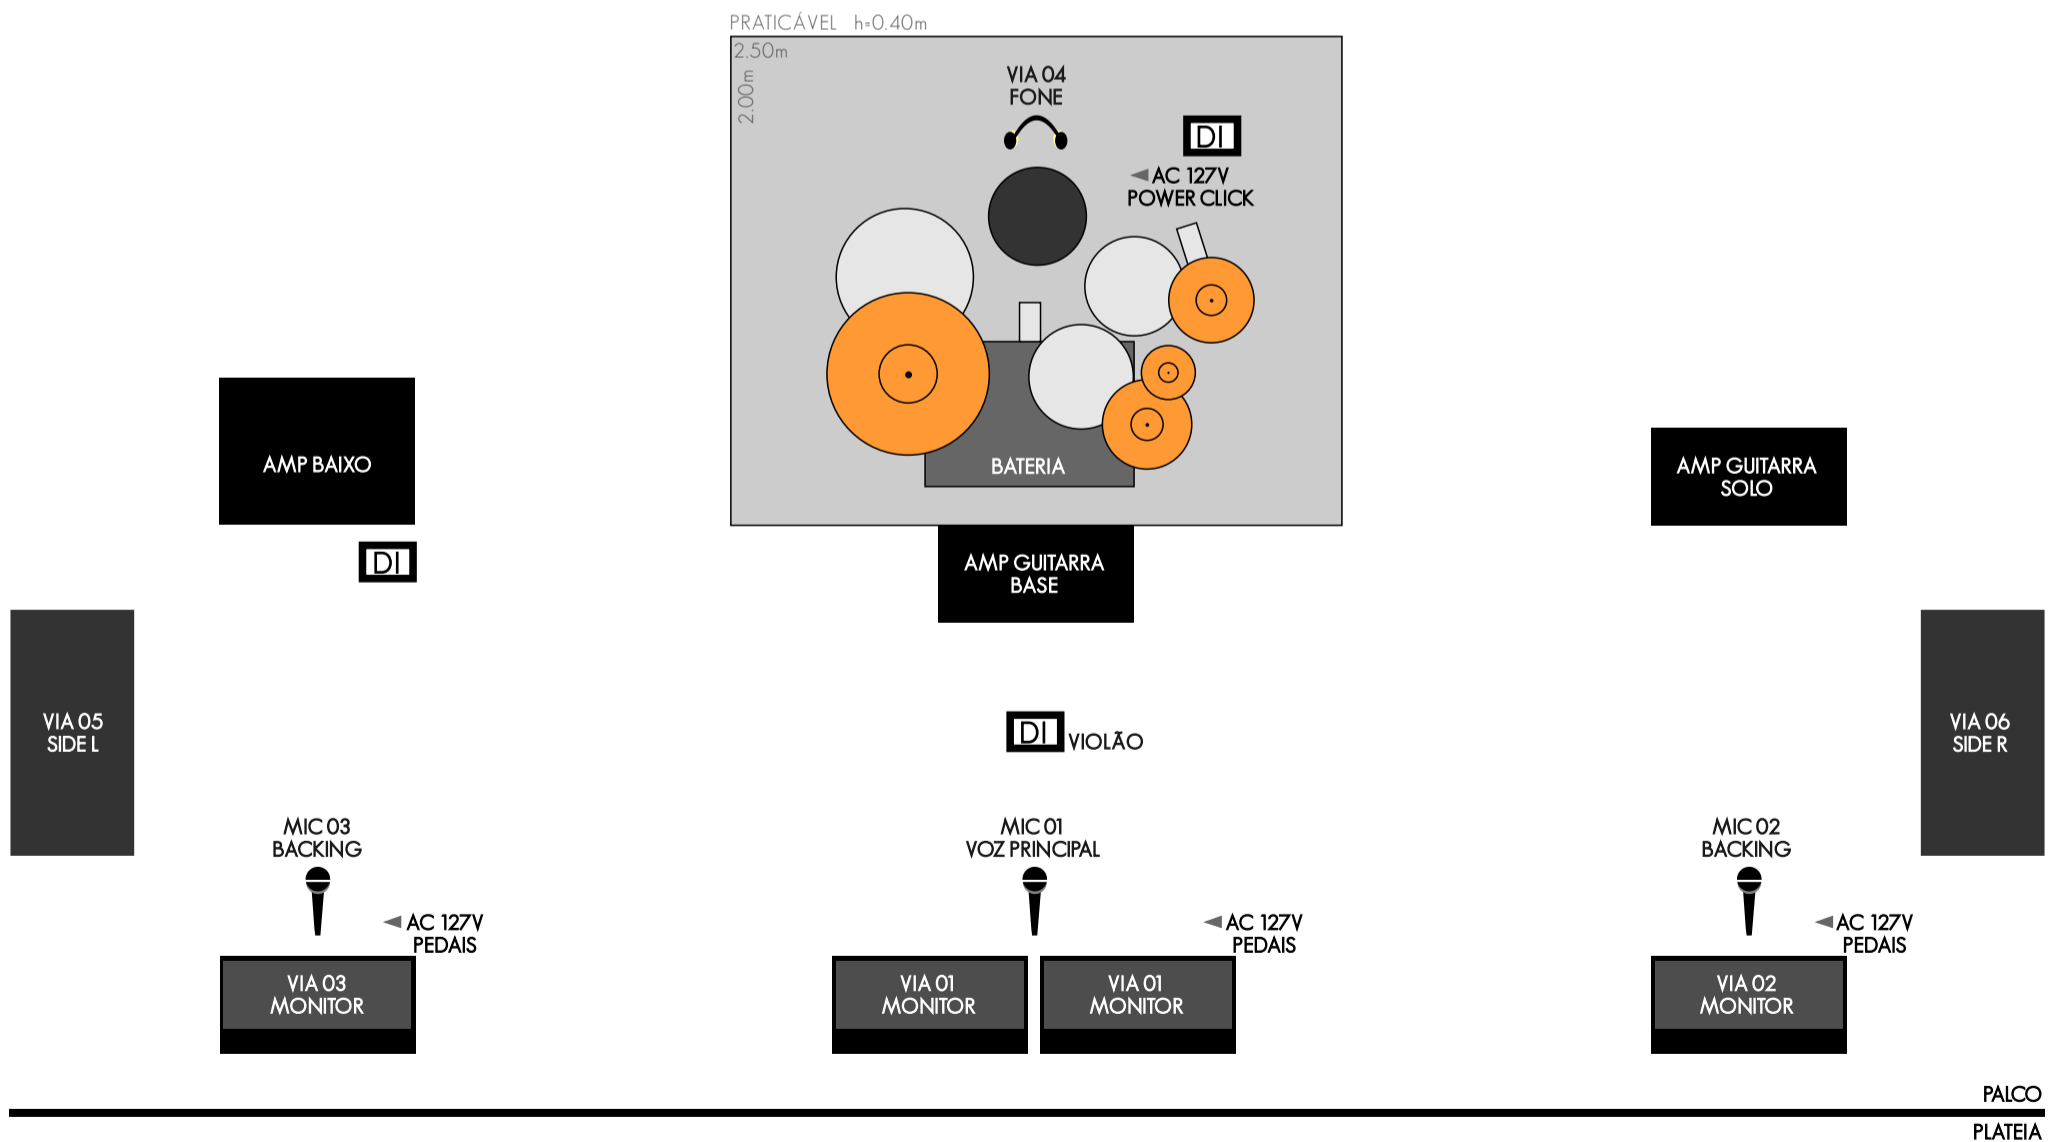 PRATICÁVEL h=0.40m
2.50m
2.00m
VIA 04
FONE
DI
AC 127V
POWER CLICK
BATERIA
AMP BAIXO
AMP GUITARRA
SOLO
DI
AMP GUITARRA
BASE
VIA 05
SIDE L
DI VIOLÃO
VIA 06
SIDE R
MIC 03
BACKING
MIC 01
VOZ PRINCIPAL
MIC 02
BACKING
AC 127V
PEDAIS
AC 127V
PEDAIS
AC 127V
PEDAIS
VIA 03
MONITOR
VIA 01
MONITOR
VIA 01
MONITOR
VIA 02
MONITOR
PALCO
PLATEIA